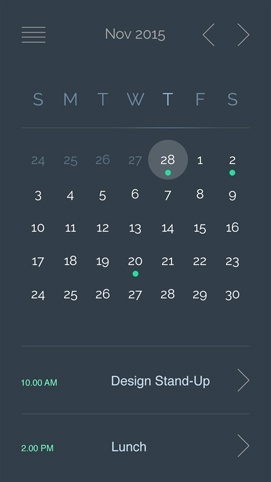 Nov 2015
S M T W T F S
24 25 26 27 28 1 2
3 4 5 6 7 8 9
10 11 12 13 14 15 16
17 18 19 20 21 22 23
24 25 26 27 28 29 30
10.00 AM Design Stand-Up
2.00 PM Lunch